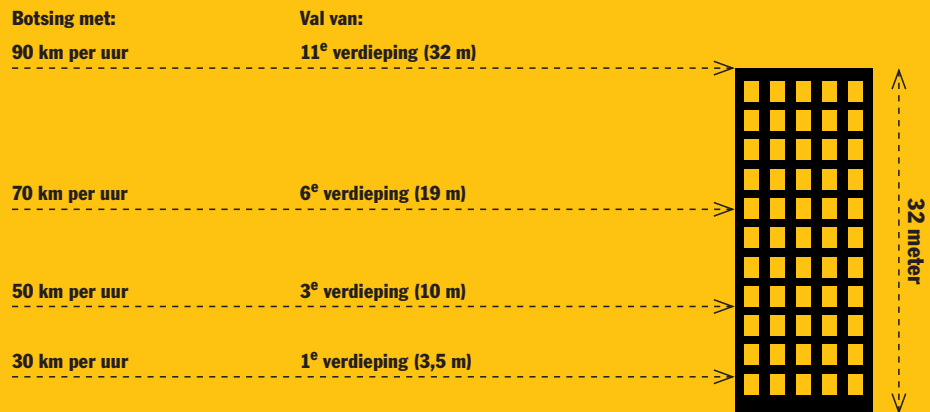 Botsing met: Val van:
90 km per uur 11e verdieping (32 m)
70 km per uur 6e verdieping (19 m)
32 meter
50 km per uur 3e verdieping (10 m)
30 km per uur 1e verdieping (3,5 m)